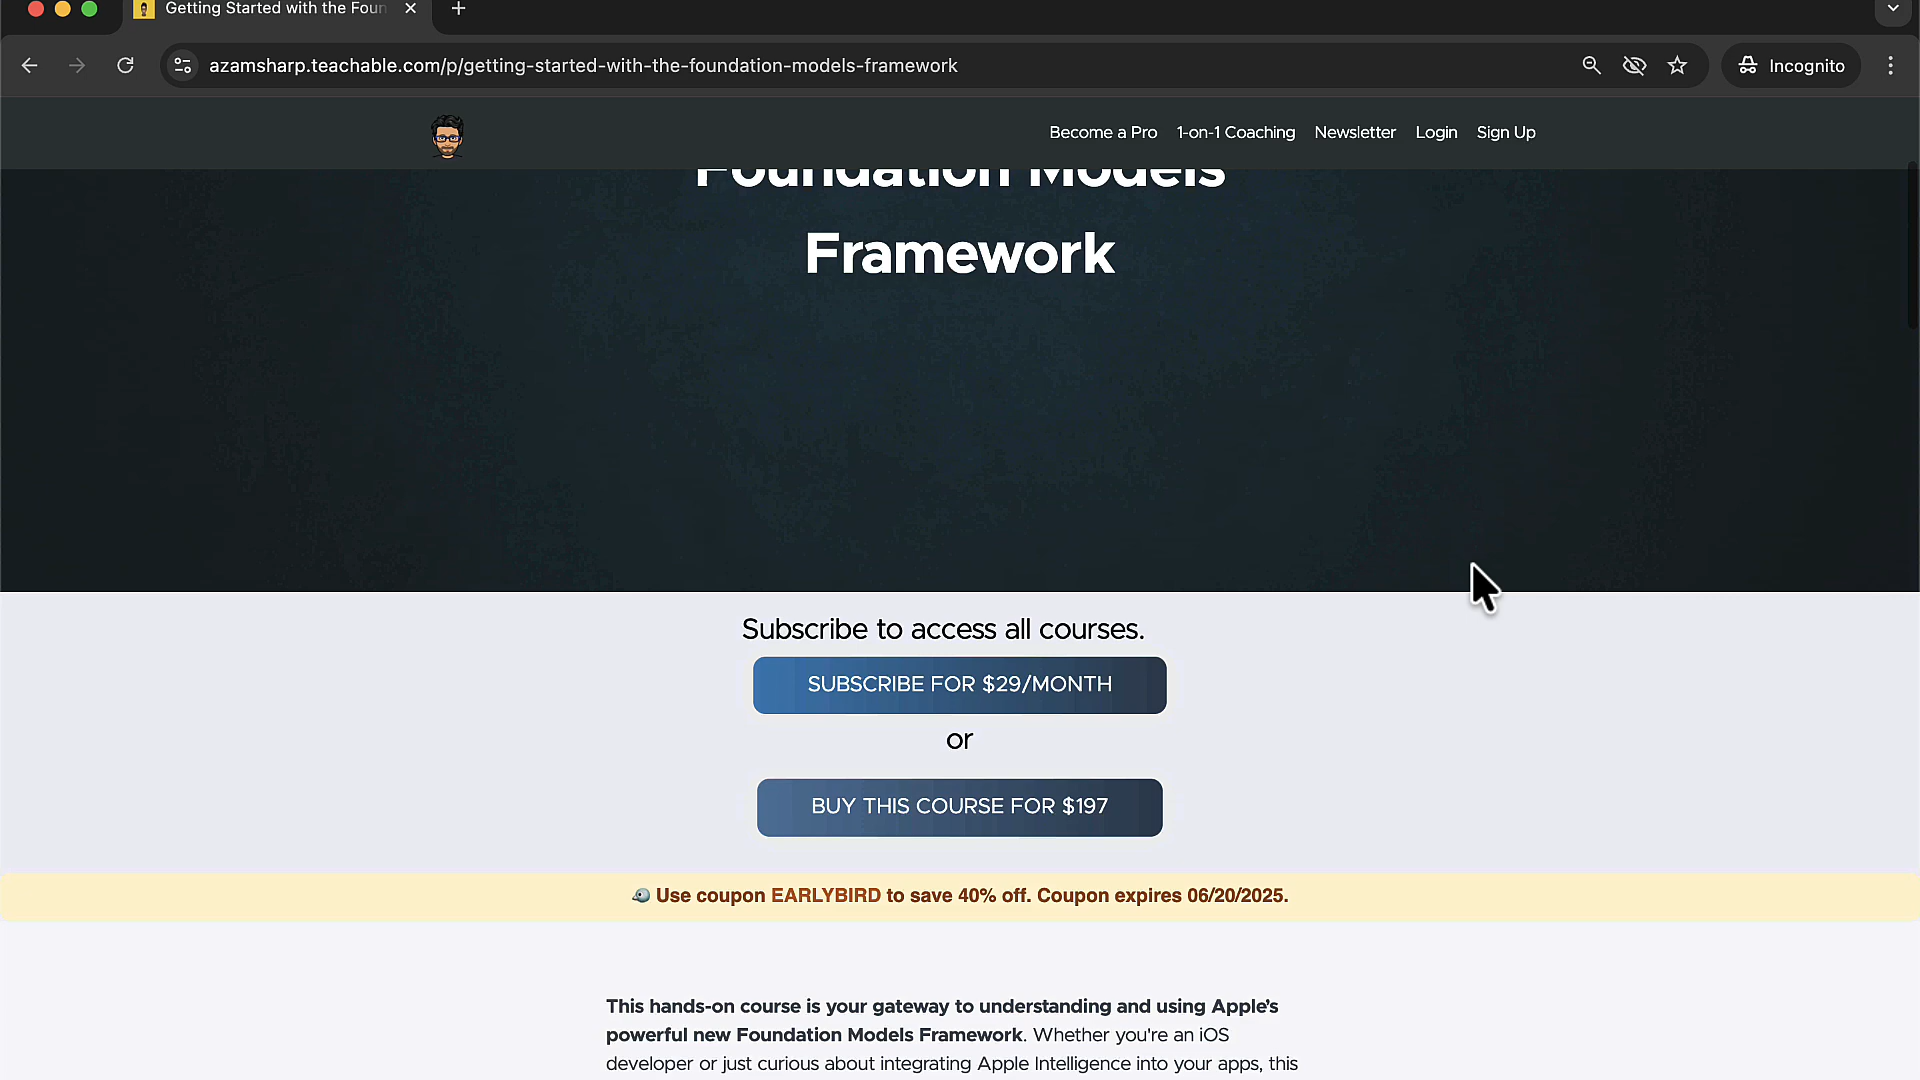 Getting Started with the Foun
azamsharp.teachable.com/p/getting-started-with-the-foundation-models-framework
Incognito
Become a Pro 1-on-1 Coaching Newsletter Login Sign Up
Foundation Models
Framework
Subscribe to access all courses.
SUBSCRIBE FOR $29/MONTH
or
BUY THIS COURSE FOR $197
Use coupon EARLYBIRD to save 40% off. Coupon expires 06/20/2025.
This hands-on course is your gateway to understanding and using Apple's
powerful new Foundation Models Framework. Whether you're an iOS
developer or just curious about integrating Apple Intelligence into your apps, this